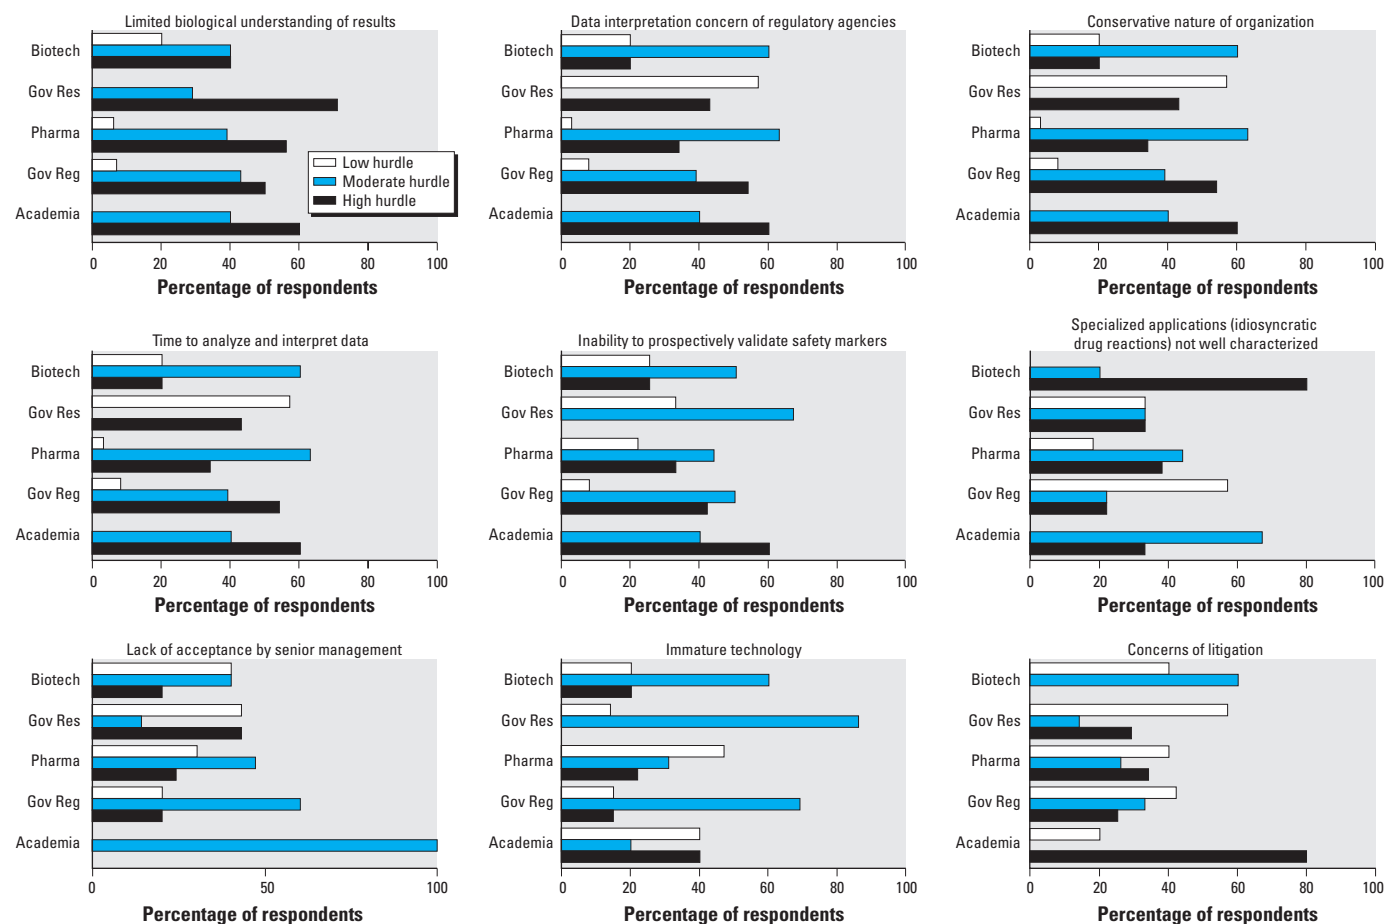 Limited biological understanding of results
Biotech
Gov Res
Pharma
Gov Reg
Academia
Low hurdle
Moderate hurdle
High hurdle
0 20 40 60 80 100
Percentage of respondents
Data interpretation concern of regulatory agencies
Biotech
Gov Res
Pharma
Gov Reg
Academia
0 20 40 60 80 100
Percentage of respondents
Conservative nature of organization
Biotech
Gov Res
Pharma
Gov Reg
Academia
0 20 40 60 80 100
Percentage of respondents
Time to analyze and interpret data
Biotech
Gov Res
Pharma
Gov Reg
Academia
0 20 40 60 80 100
Percentage of respondents
Inability to prospectively validate safety markers
Biotech
Gov Res
Pharma
Gov Reg
Academia
0 20 40 60 80 100
Percentage of respondents
Specialized applications (idiosyncratic
drug reactions) not well characterized
Biotech
Gov Res
Pharma
Gov Reg
Academia
0 20 40 60 80 100
Percentage of respondents
Lack of acceptance by senior management
Biotech
Gov Res
Pharma
Gov Reg
Academia
0 50 100
Percentage of respondents
Immature technology
Biotech
Gov Res
Pharma
Gov Reg
Academia
0 20 40 60 80 100
Percentage of respondents
Concerns of litigation
Biotech
Gov Res
Pharma
Gov Reg
Academia
0 20 40 60 80 100
Percentage of respondents